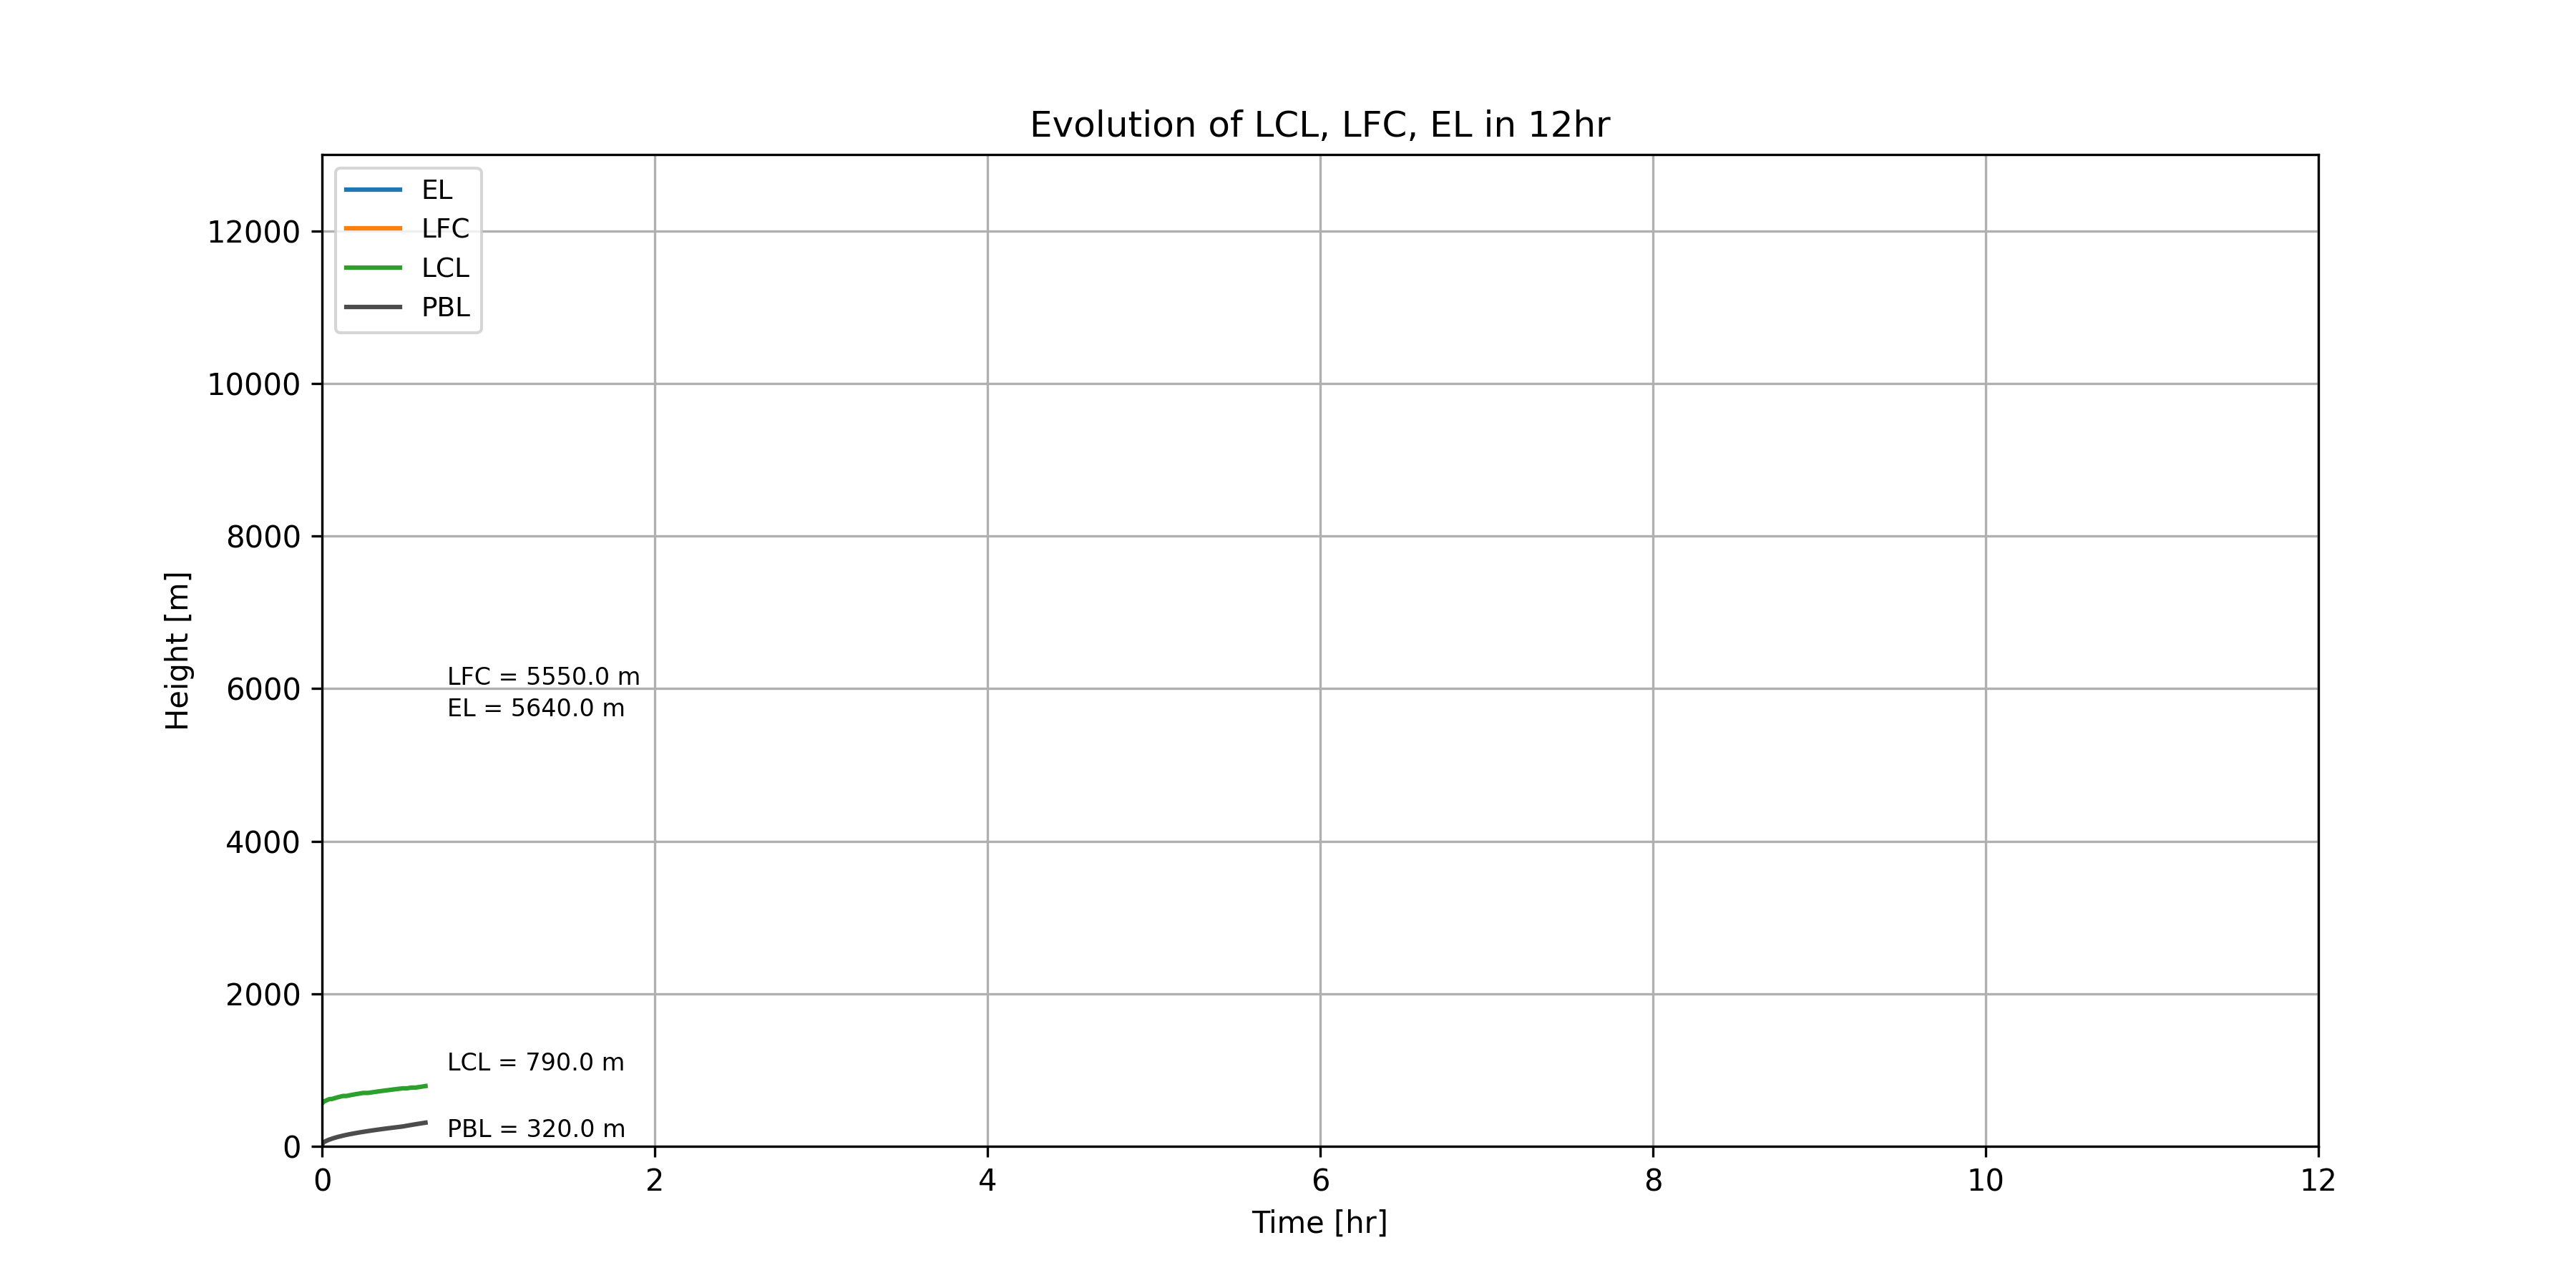 Evolution of LCL, LFC, EL in 12hr
EL
LFC
LCL
PBL
12000
10000
8000
6000
4000
2000
0
Height [m]
LFC = 5550.0 m
EL = 5640.0 m
LCL = 790.0 m
PBL = 320.0 m
0 2 4 6 8 10 12
Time [hr]